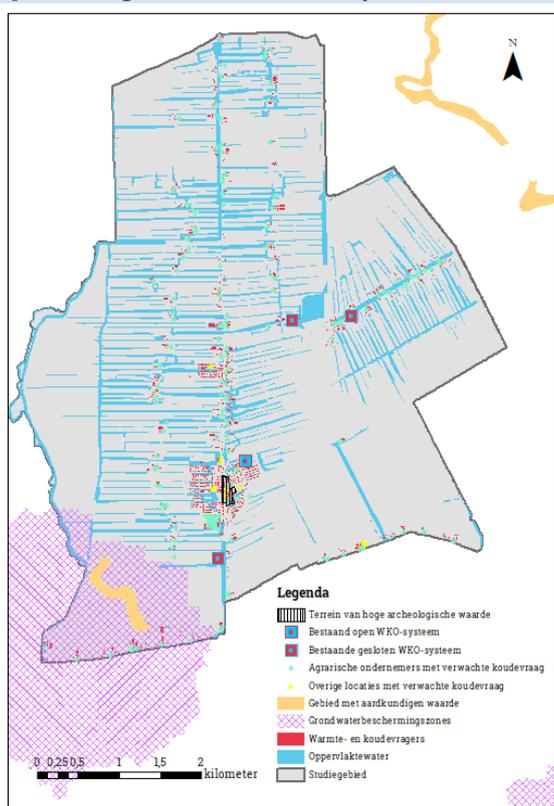 N
Legenda
Terrein van hoge archeologische waarde
Bestaand open WKO-systeem
Bestaande gesloten WKO-systeem
Agrarische ondernemers met verwachte koudevraag
Overige locaties met verwachte koudevraag
Gebied met aardkundigen waarde
Grondwaterbeschermingszones
Warmte- en koudevragers
Oppervlaktewater
Studiegebied
0 0,25 0,5 1 1,5 2
kilometer